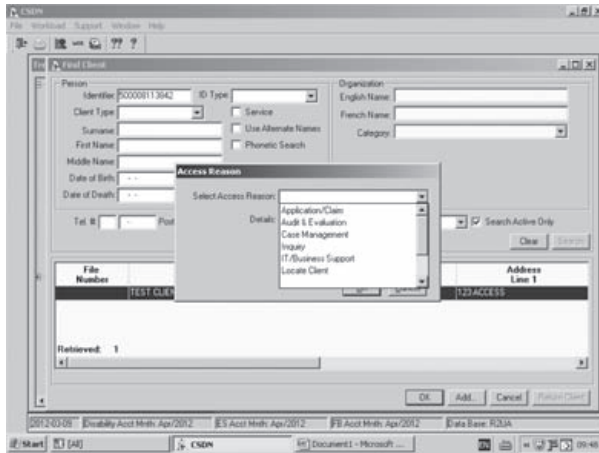 CSDN
File Workload Support Window Help
Find Client
Person
Organization
Identifier: 500008113642 ID Type:
English Name:
Client Type: Service
French Name:
Surname: Use Alternate Names
Category:
First Name: Phonetic Search
Middle Name:
Date of Birth:
Date of Death:
Access Reason
Select Access Reason:
Details:
Application/Claim
Audit & Evaluation
Case Management
Inquiry
IT/Business Support
Locate Client
Tel. #:
Search Active Only
Clear Search
File Number
Address Line 1
TEST 123 ACCESS
Retrieved: 1
OK Add... Cancel Return Client
2012-03-09 Disability Acct Mnth: Apr/2012 ES Acct Mnth: Apr/2012 FB Acct Mnth: Apr/2012 Data Base: R2UA
Start [All] CSDN Document1 - Microsoft ... 09:48